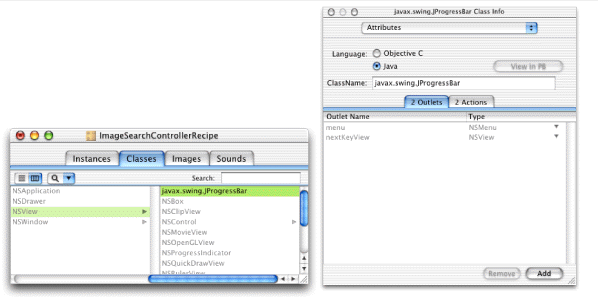 javax.swing.JProgressBar Class Info
Attributes
Language: Objective C
Java
View in PB
ClassName: javax.swing.JProgressBar
2 Outlets 2 Actions
Outlet Name Type
menu NSMenu
nextKeyView NSView
Remove Add
ImageSearchControllerRecipe
Instances Classes Images Sounds
Search:
NSApplication javax.swing.JProgressBar
NSDrawer NSBox
NSView NSClipView
NSWindow NSControl
NSMovieView
NSOpenGLView
NSProgressIndicator
NSQuickDrawView
NSRulerView